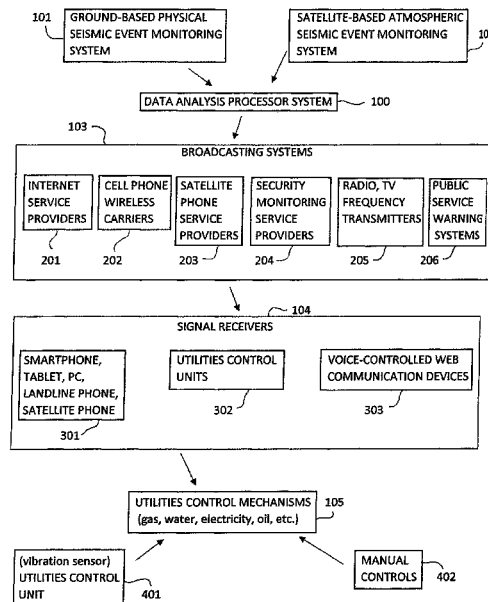 101
GROUND-BASED PHYSICAL
SEISMIC EVENT MONITORING
SYSTEM
SATELLITE-BASED ATMOSPHERIC
SEISMIC EVENT MONITORING
SYSTEM
DATA ANALYSIS PROCESSOR SYSTEM
100
103
BROADCASTING SYSTEMS
INTERNET
SERVICE
PROVIDERS
201
CELL PHONE
WIRELESS
CARRIERS
202
SATELLITE
PHONE
SERVICE
PROVIDERS
203
SECURITY
MONITORING
SERVICE
PROVIDERS
204
RADIO, TV
FREQUENCY
TRANSMITTERS
205
PUBLIC
SERVICE
WARNING
SYSTEMS
206
104
SIGNAL RECEIVERS
SMARTPHONE,
TABLET, PC,
LANDLINE PHONE,
SATELLITE PHONE
301
UTILITIES CONTROL
UNITS
302
VOICE-CONTROLLED WEB
COMMUNICATION DEVICES
303
UTILITIES CONTROL MECHANISMS
(gas, water, electricity, oil, etc.)
105
(vibration sensor)
UTILITIES CONTROL
UNIT
401
MANUAL
CONTROLS
402